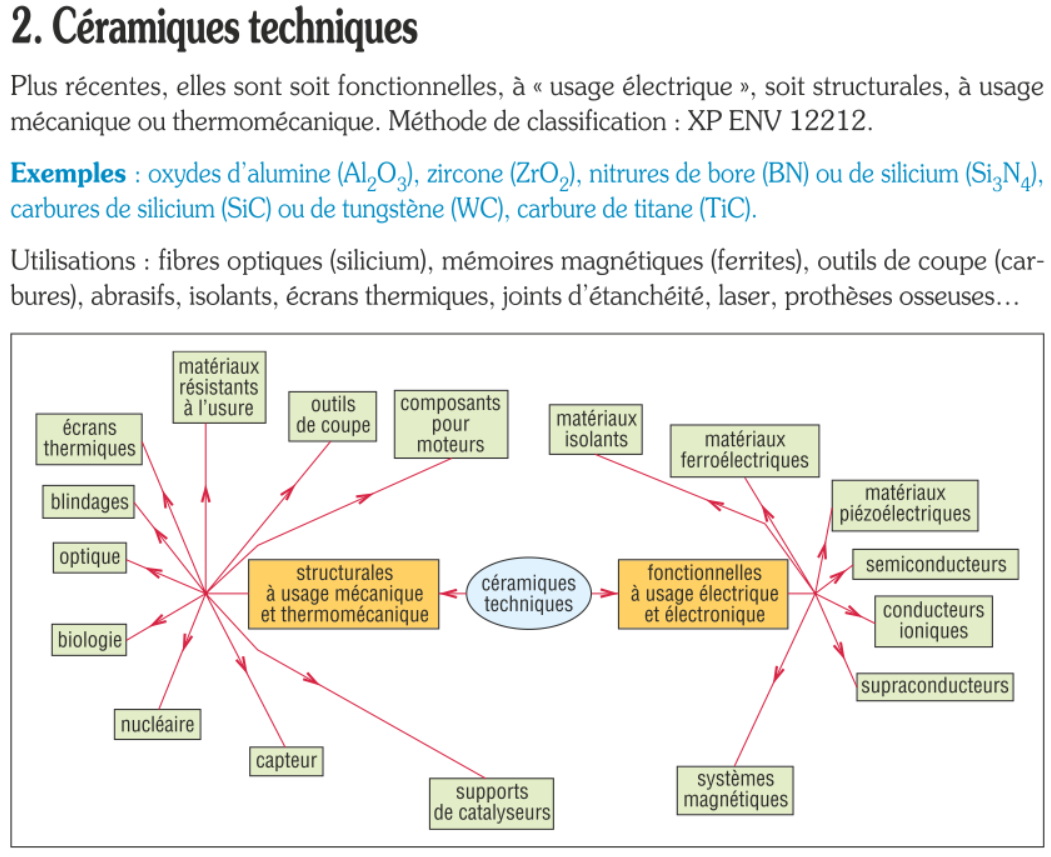 2. Céramiques techniques
Plus récentes, elles sont soit fonctionnelles, à « usage électrique », soit structurales, à usage
mécanique ou thermomécanique. Méthode de classification : XP ENV 12212.
Exemples : oxydes d'alumine (Al₂O₃), zircone (ZrO₂), nitrures de bore (BN) ou de silicium (Si₃N₄),
carbures de silicium (SiC) ou de tungstène (WC), carbure de titane (TiC).
Utilisations : fibres optiques (silicium), mémoires magnétiques (ferrites), outils de coupe (car-
bures), abrasifs, isolants, écrans thermiques, joints d'étanchéité, laser, prothèses osseuses…
matériaux
résistants
à l'usure
outils
de coupe
composants
pour
moteurs
écrans
thermiques
blindages
optique
biologie
nucléaire
capteur
supports
de catalyseurs
structurales
à usage mécanique
et thermomécanique
céramiques
techniques
fonctionnelles
à usage électrique
et électronique
matériaux
isolants
matériaux
ferroélectriques
matériaux
piézoélectriques
semiconducteurs
conducteurs
ioniques
supraconducteurs
systèmes
magnétiques